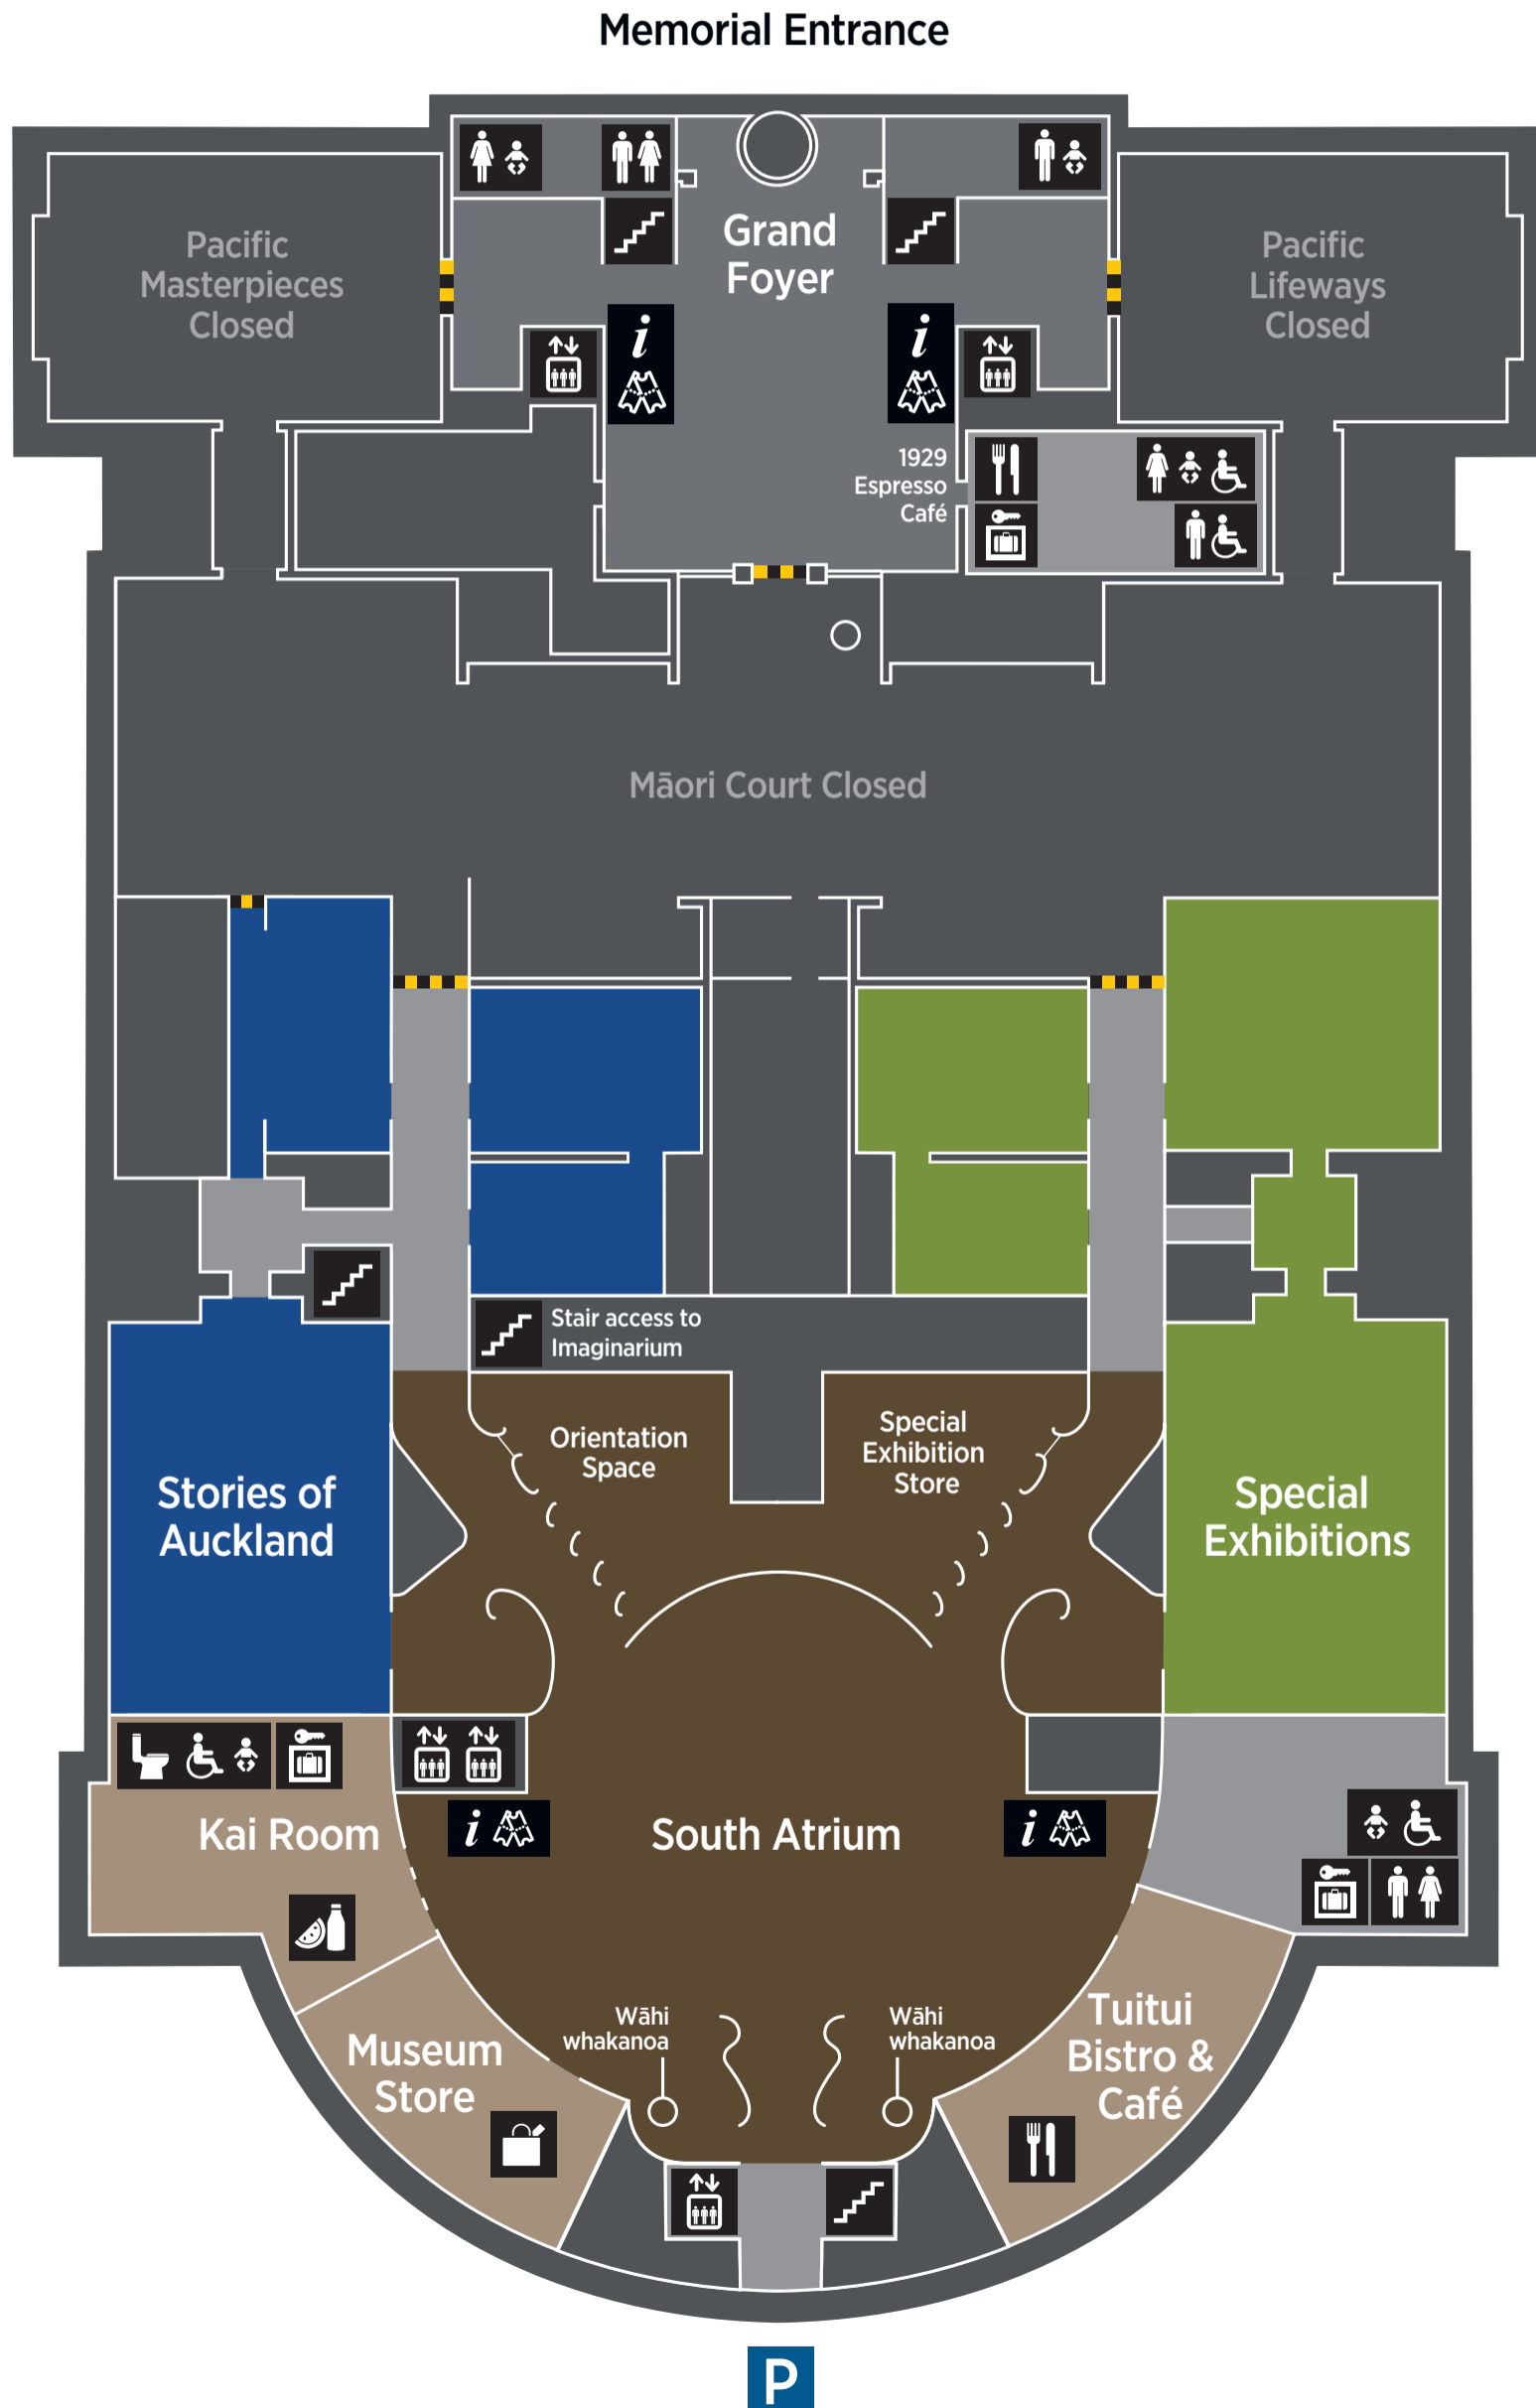 Memorial Entrance
Pacific
Masterpieces
Closed
Grand
Foyer
Pacific
Lifeways
Closed
i
i
1929
Espresso
Café
Māori Court Closed
Stair access to
Imaginarium
Orientation
Space
Special
Exhibition
Store
Stories of
Auckland
Special
Exhibitions
Kai Room
i
South Atrium
i
Museum
Store
Wāhi
whakanoa
Wāhi
whakanoa
Tuitui
Bistro &
Café
P